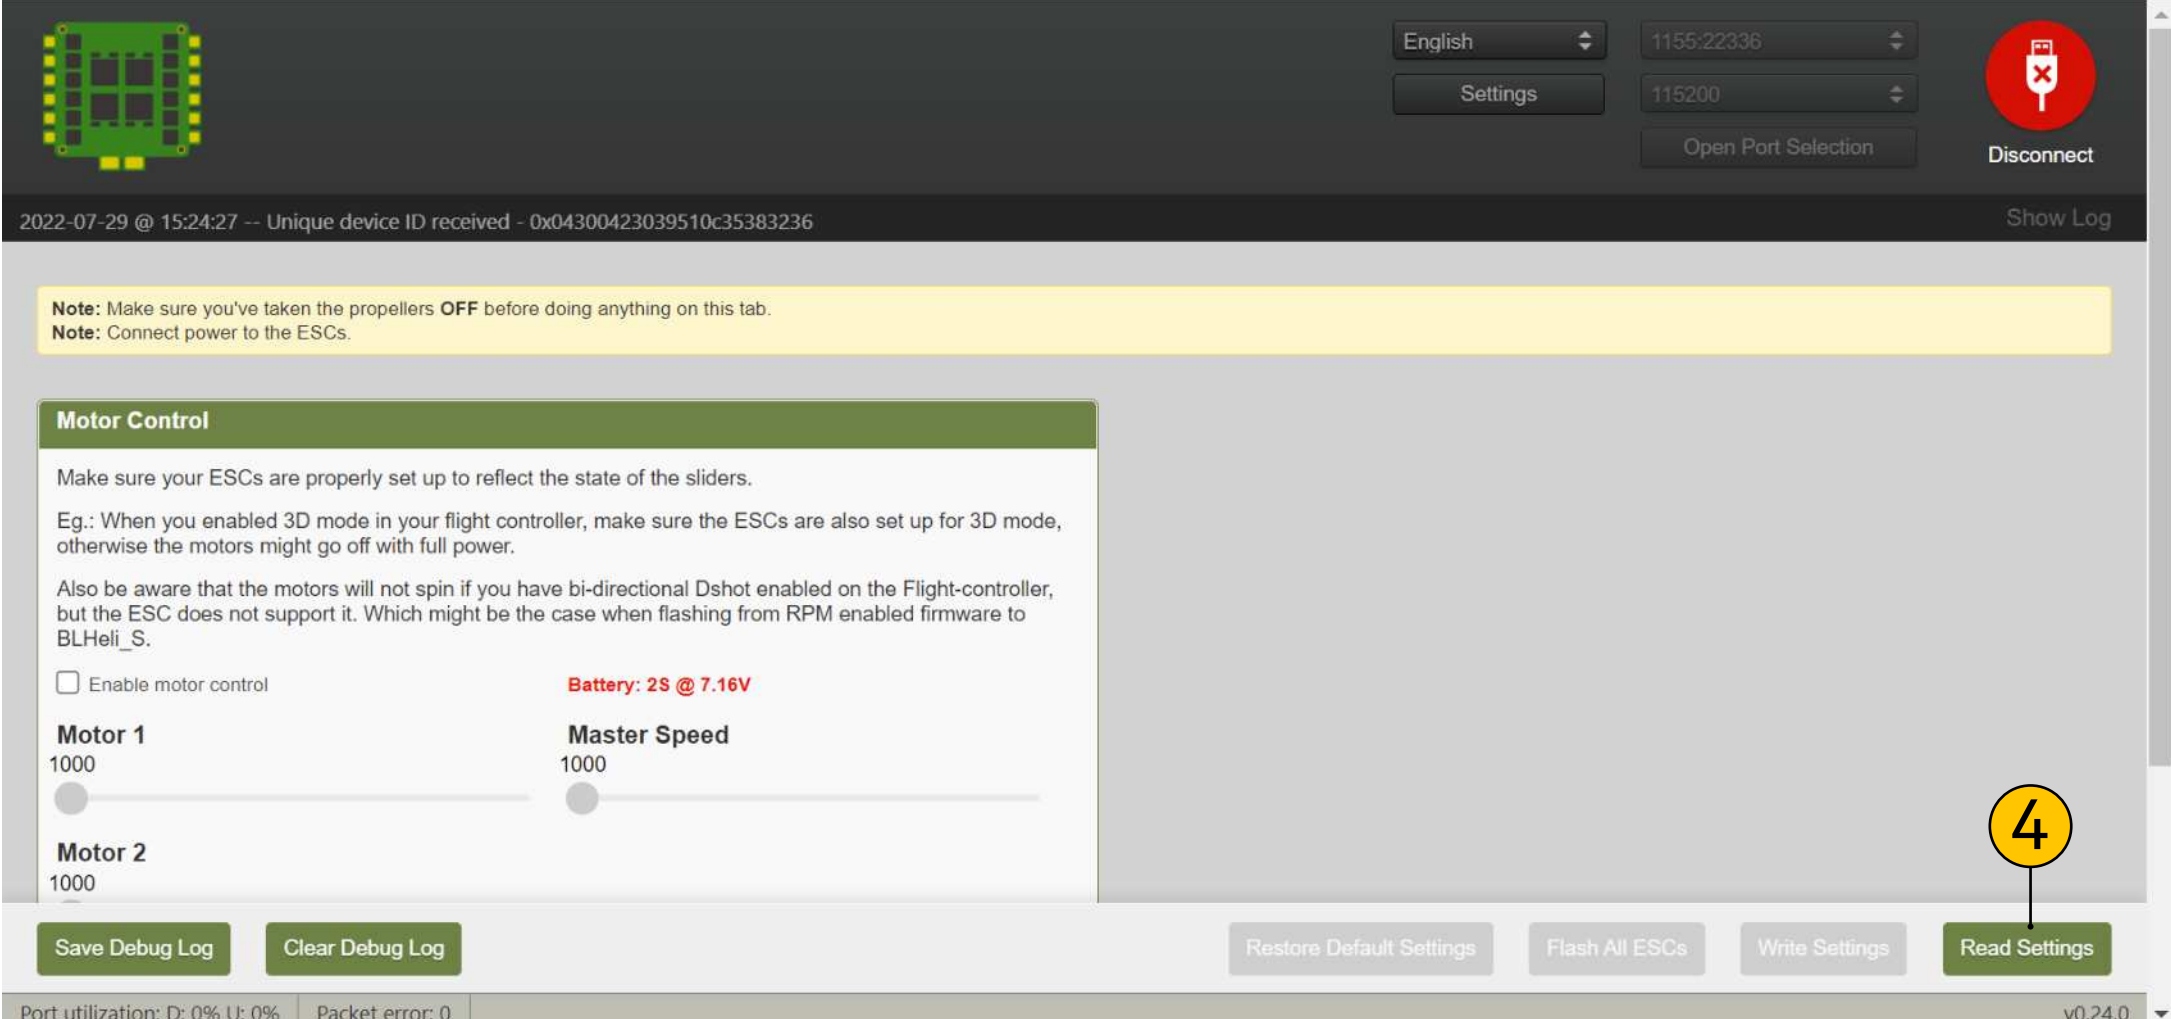 English
1155:22336
Settings
115200
Open Port Selection
Disconnect
2022-07-29 @ 15:24:27 -- Unique device ID received - 0x04300423039510c35383236
Show Log
Note: Make sure you've taken the propellers OFF before doing anything on this tab.
Note: Connect power to the ESCs.
Motor Control
Make sure your ESCs are properly set up to reflect the state of the sliders.
Eg.: When you enabled 3D mode in your flight controller, make sure the ESCs are also set up for 3D mode,
otherwise the motors might go off with full power.
Also be aware that the motors will not spin if you have bi-directional Dshot enabled on the Flight-controller,
but the ESC does not support it. Which might be the case when flashing from RPM enabled firmware to
BLHeli_S.
Enable motor control
Battery: 2S @ 7.16V
Motor 1
Master Speed
1000
1000
Motor 2
1000
4
Save Debug Log
Clear Debug Log
Restore Default Settings
Flash All ESCs
Write Settings
Read Settings
Port utilization: D: 0% U: 0%
Packet error: 0
v0.24.0